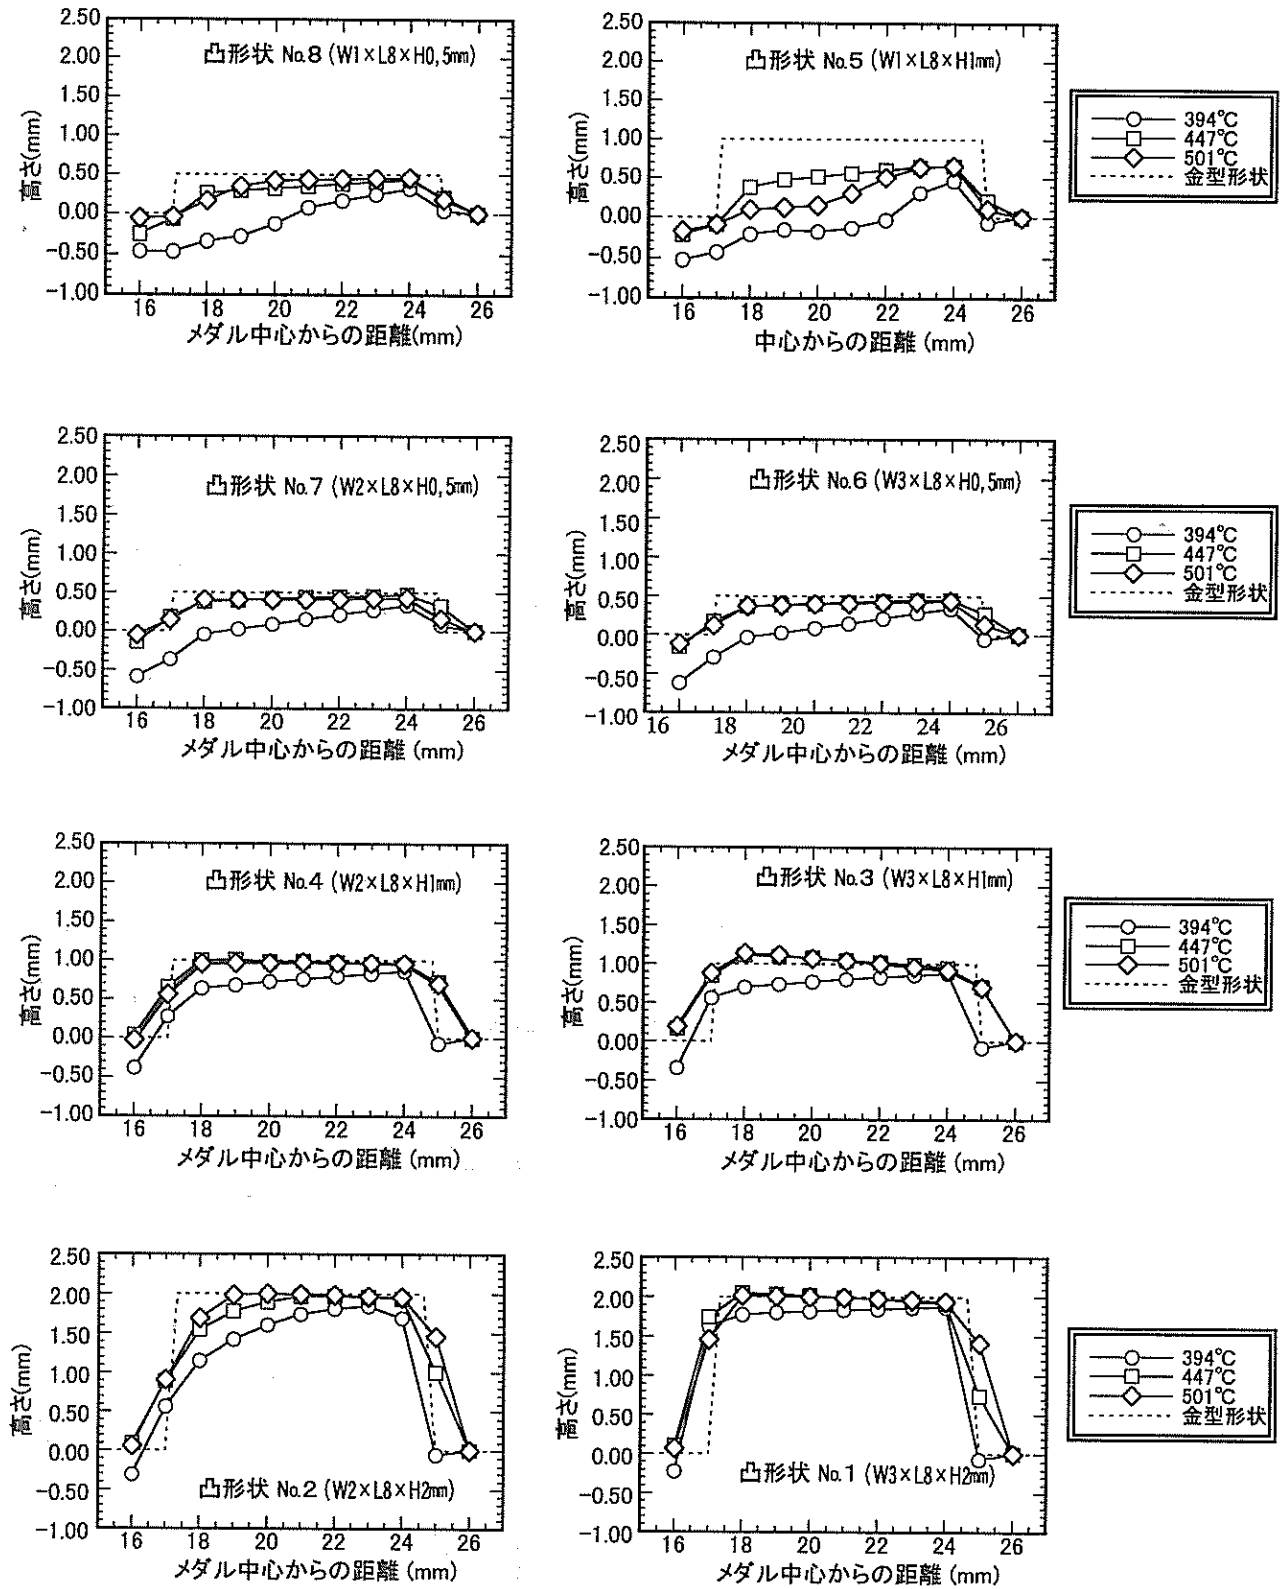 凸形状 No.8 (W1×L8×H0,5mm)
2.50
2.00
1.50
1.00
0.50
0.00
−0.50
−1.00
高さ(mm)
16 18 20 22 24 26
メダル中心からの距離(mm)
凸形状 No.5 (W1×L8×H1mm)
2.50
2.00
1.50
1.00
0.50
0.00
−0.50
−1.00
高さ(mm)
16 18 20 22 24 26
中心からの距離 (mm)
394℃
447℃
501℃
金型形状
凸形状 No.7 (W2×L8×H0,5mm)
2.50
2.00
1.50
1.00
0.50
0.00
−0.50
−1.00
高さ(mm)
16 18 20 22 24 26
メダル中心からの距離 (mm)
凸形状 No.6 (W3×L8×H0,5mm)
2.50
2.00
1.50
1.00
0.50
0.00
−0.50
−1.00
高さ(mm)
16 18 20 22 24 26
メダル中心からの距離 (mm)
394℃
447℃
501℃
金型形状
凸形状 No.4 (W2×L8×H1mm)
2.50
2.00
1.50
1.00
0.50
0.00
−0.50
−1.00
高さ(mm)
16 18 20 22 24 26
メダル中心からの距離 (mm)
凸形状 No.3 (W3×L8×H1mm)
2.50
2.00
1.50
1.00
0.50
0.00
−0.50
−1.00
高さ(mm)
16 18 20 22 24 26
メダル中心からの距離 (mm)
394℃
447℃
501℃
金型形状
2.50
2.00
1.50
1.00
0.50
0.00
−0.50
−1.00
高さ(mm)
凸形状 No.2 (W2×L8×H2mm)
16 18 20 22 24 26
メダル中心からの距離 (mm)
2.50
2.00
1.50
1.00
0.50
0.00
−0.50
−1.00
高さ(mm)
凸形状 No.1 (W3×L8×H2mm)
16 18 20 22 24 26
メダル中心からの距離 (mm)
394℃
447℃
501℃
金型形状